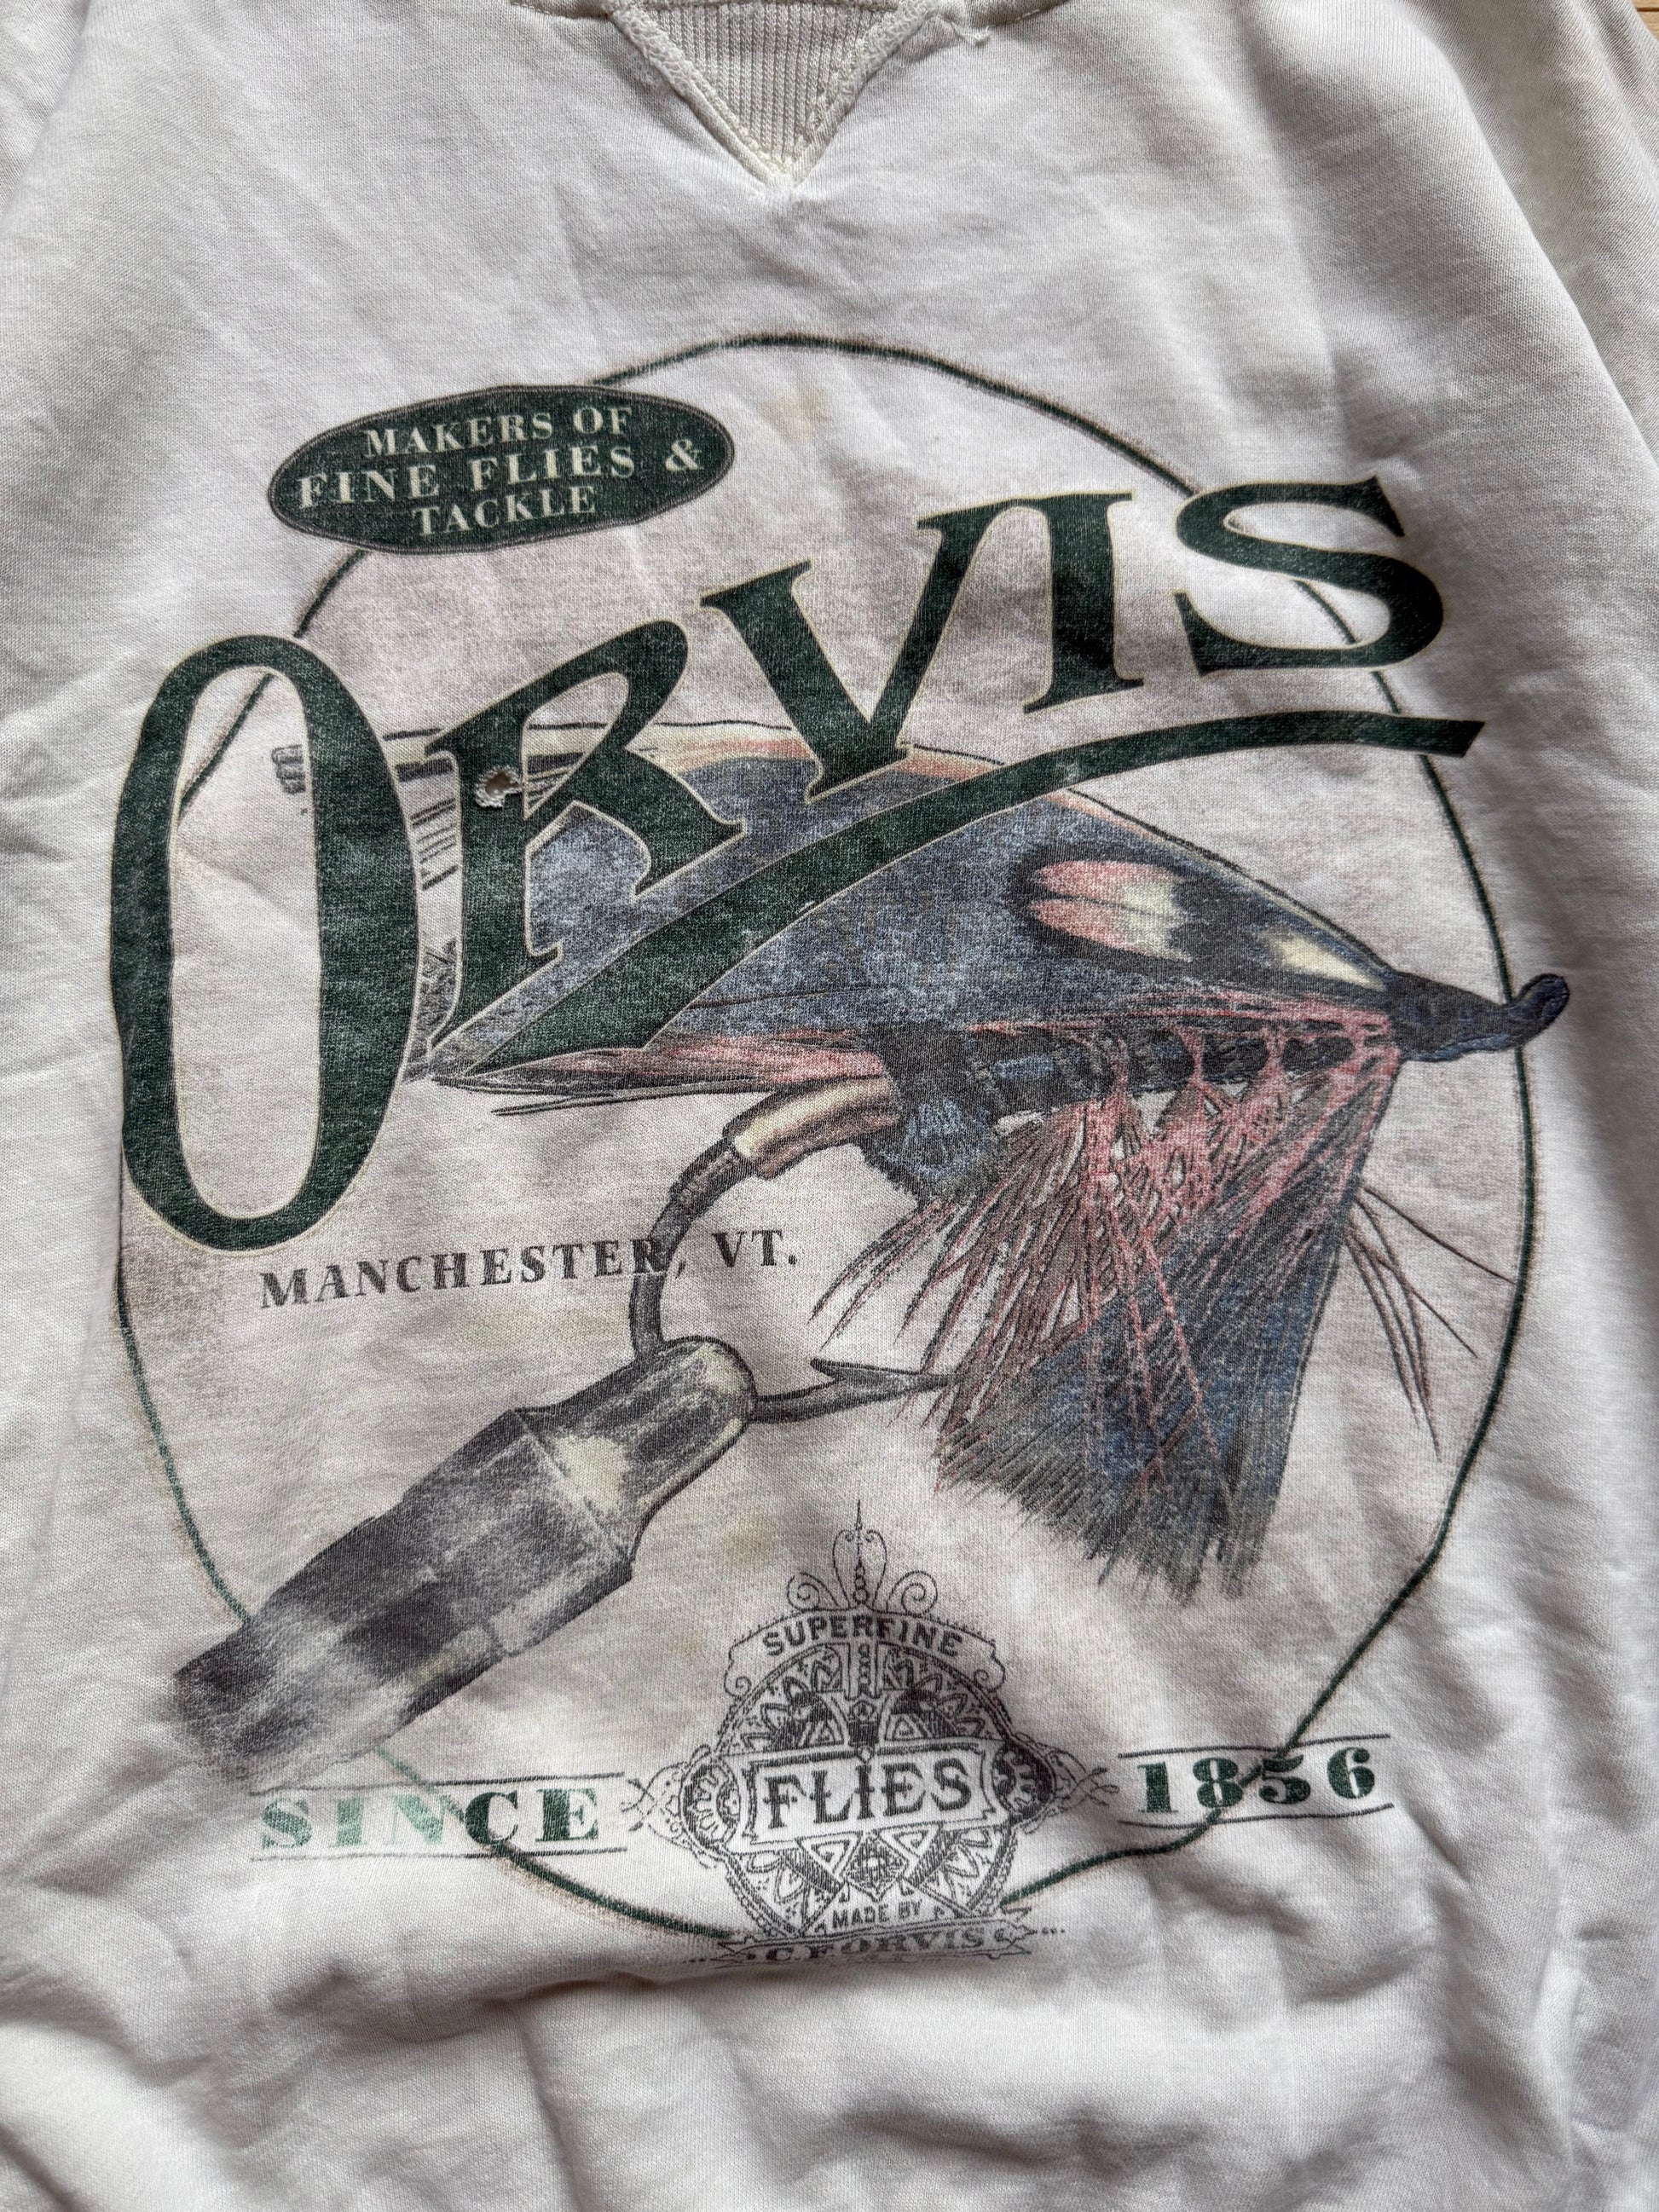 MAKERS OF
FINE FLIES &
TACKLE
ORVIS
MANCHESTER, VT.
SUPERFINE
FLIES
SINCE 1856
MADE BY
C.F. ORVIS